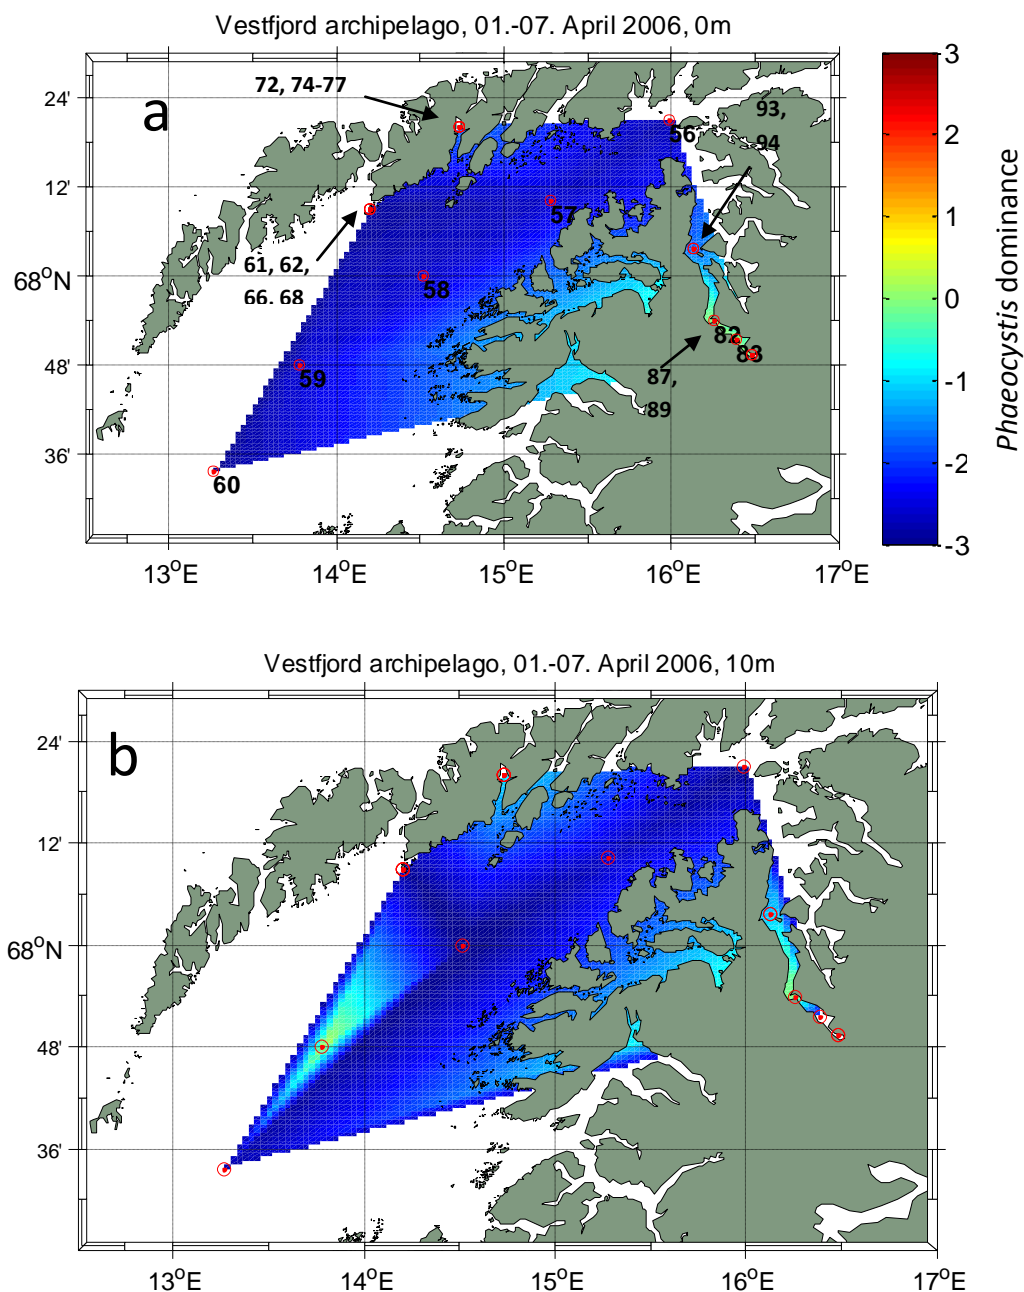 Vestfjord archipelago, 01.-07. April 2006, 0m
a
72, 74-77
93,
94
56
57
61, 62,
66, 68
58
59
60
82
83
87,
89
24'
12'
68°N
48'
36'
13°E
14°E
15°E
16°E
17°E
3
2
1
0
-1
-2
-3
Phaeocystis dominance
Vestfjord archipelago, 01.-07. April 2006, 10m
b
24'
12'
68°N
48'
36'
13°E
14°E
15°E
16°E
17°E